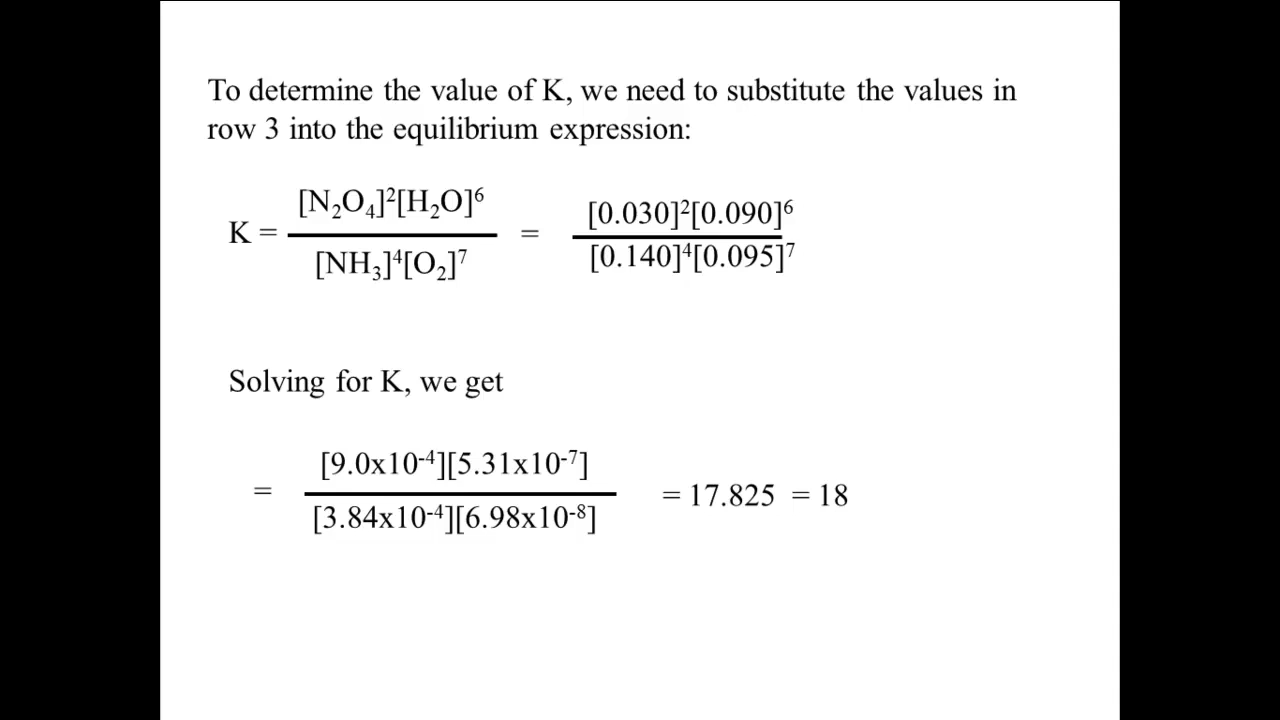 To determine the value of K, we need to substitute the values in
row 3 into the equilibrium expression:
[N₂O₄]²[H₂O]⁶
[0.030]²[0.090]⁶
K =
=
[NH₃]⁴[O₂]⁷
[0.140]⁴[0.095]⁷
Solving for K, we get
[9.0x10⁻⁴][5.31x10⁻⁷]
=
= 17.825 = 18
[3.84x10⁻⁴][6.98x10⁻⁸]